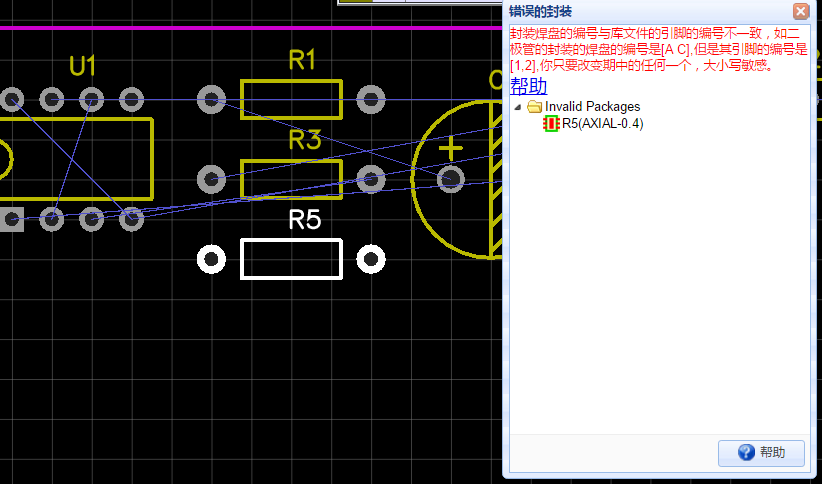 错误的封装
封装焊盘的编号与库文件的引脚的编号不一致，如二
极管的封装的焊盘的编号是[A C],但是其引脚的编号是
[1,2],你只要改变期中的任何一个，大小写敏感。
帮助
Invalid Packages
R5(AXIAL-0.4)
U1
R1
R3
R5
C
+
帮助